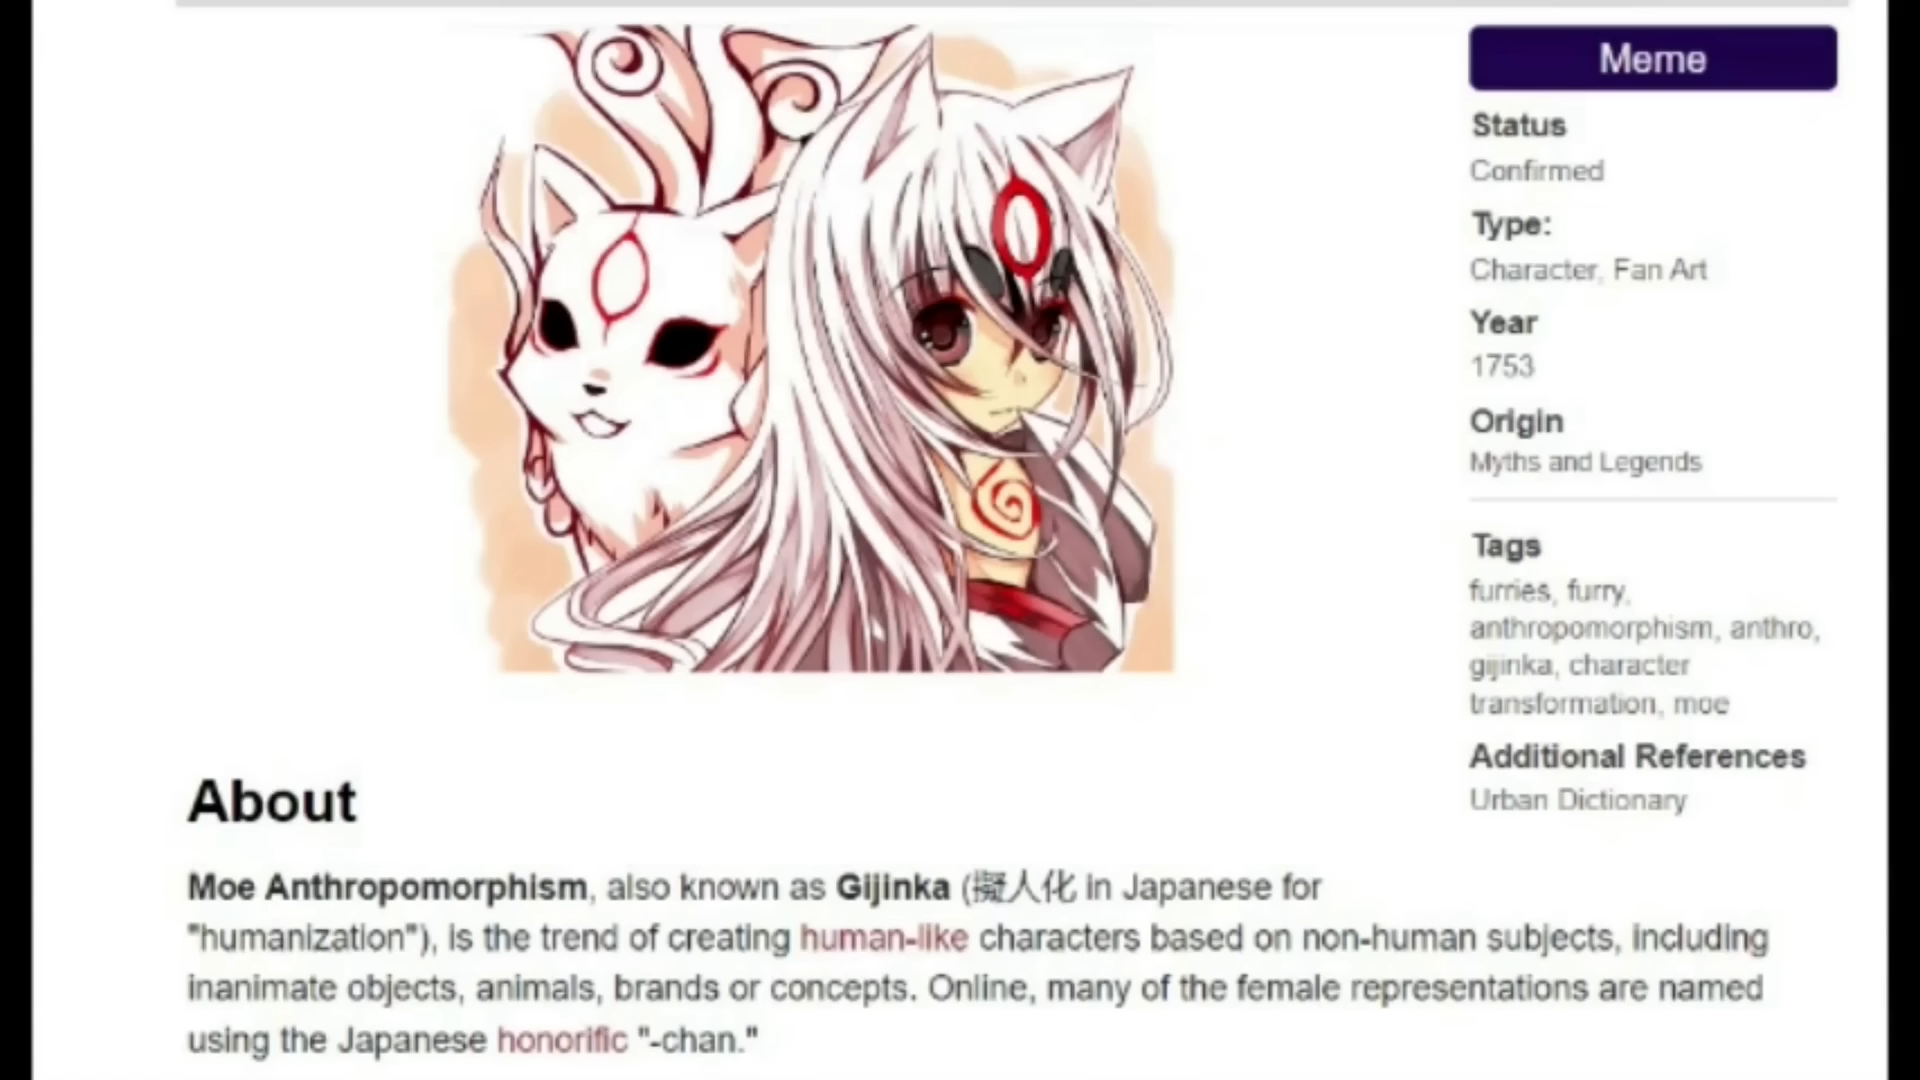 Meme
Status
Confirmed
Type:
Character, Fan Art
Year
1753
Origin
Myths and Legends
Tags
furries, furry,
anthropomorphism, anthro,
gijinka, character
transformation, moe
Additional References
Urban Dictionary
About
Moe Anthropomorphism, also known as Gijinka (擬人化 in Japanese for
"humanization"), is the trend of creating human-like characters based on non-human subjects, including
inanimate objects, animals, brands or concepts. Online, many of the female representations are named
using the Japanese honorific "-chan."